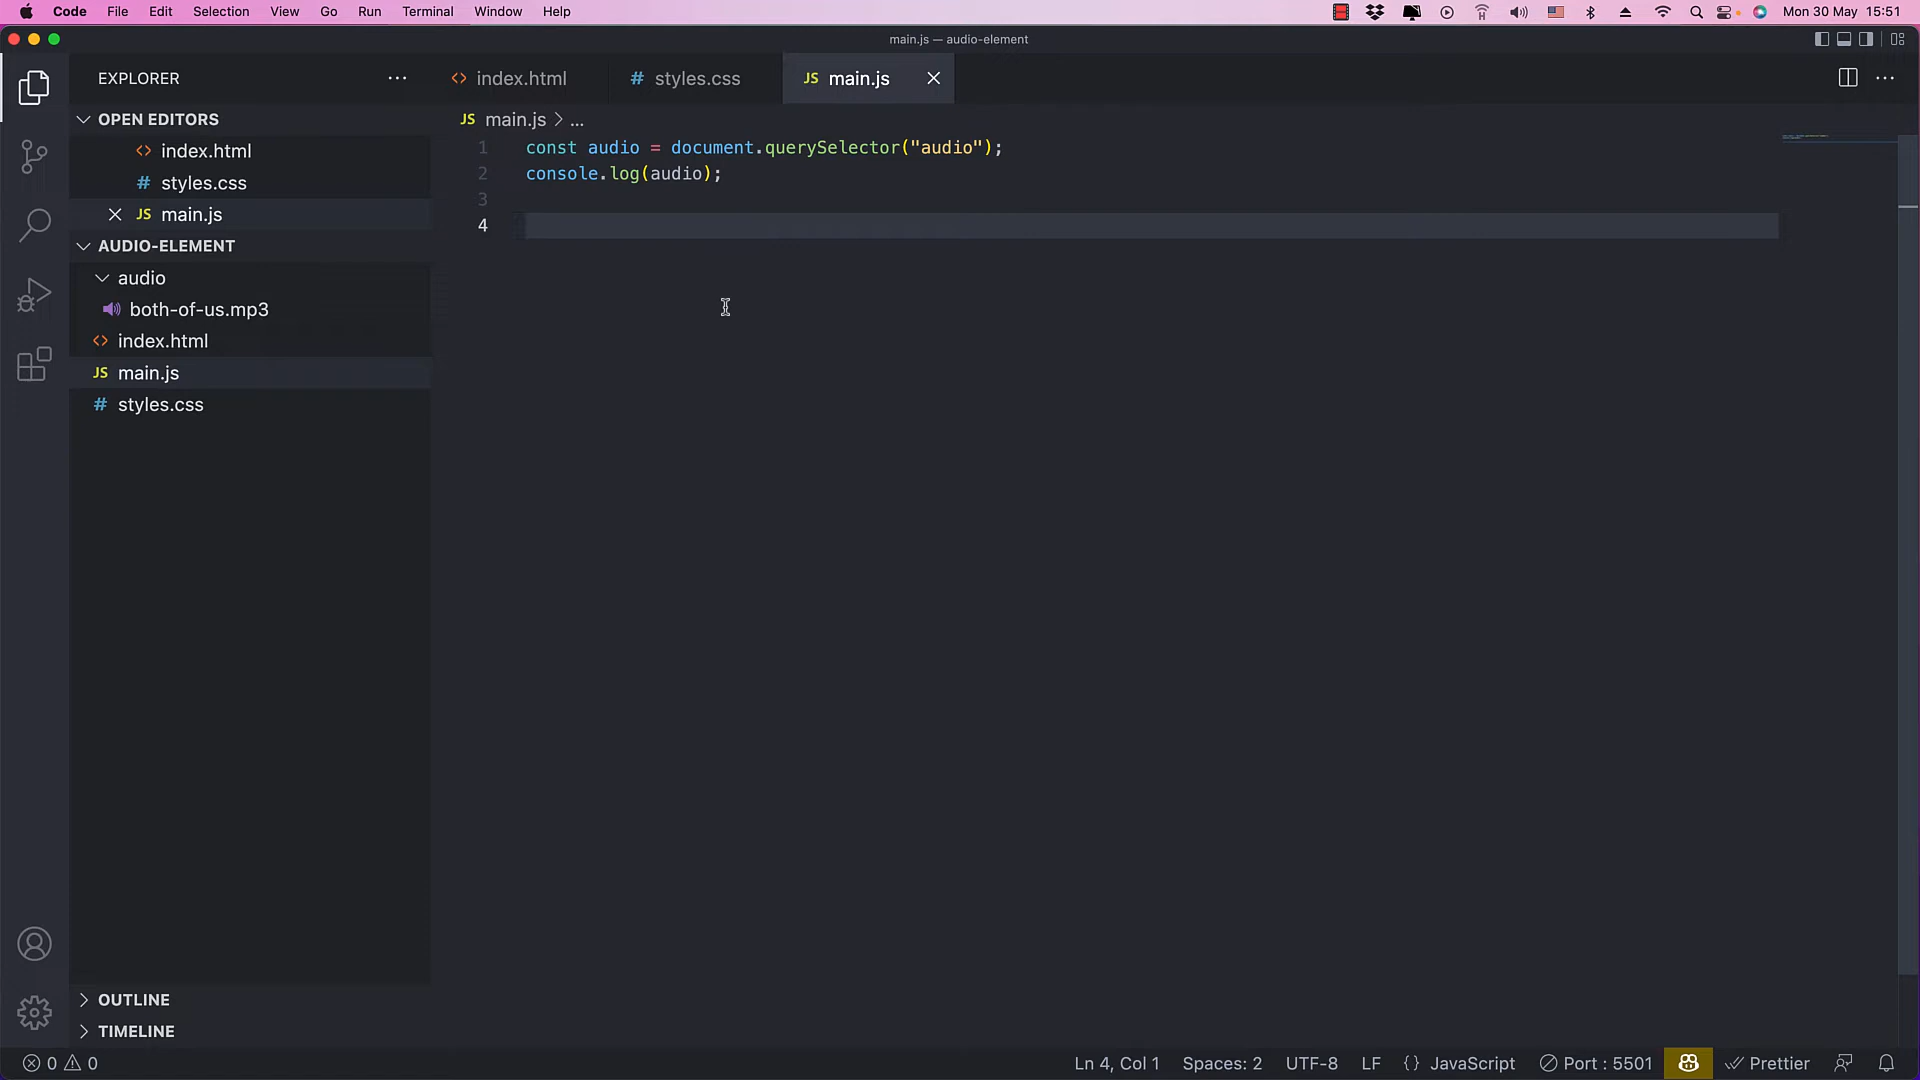 Code File Edit Selection View Go Run Terminal Window Help Mon 30 May 15:51
main.js — audio-element
EXPLORER
index.html
# styles.css
JS main.js
OPEN EDITORS
index.html
# styles.css
JS main.js
AUDIO-ELEMENT
audio
both-of-us.mp3
index.html
JS main.js
# styles.css
OUTLINE
TIMELINE
JS main.js > ...
1 const audio = document.querySelector("audio");
2 console.log(audio);
3
4
0 0
Ln 4, Col 1 Spaces: 2 UTF-8 LF {} JavaScript Port : 5501 Prettier